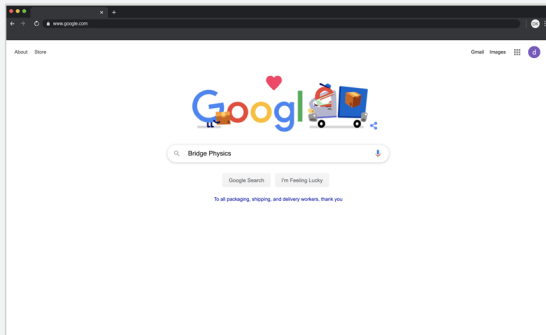 www.google.com
About Store
Gmail Images
d
Google
Bridge Physics
Google Search I'm Feeling Lucky
To all packaging, shipping, and delivery workers, thank you